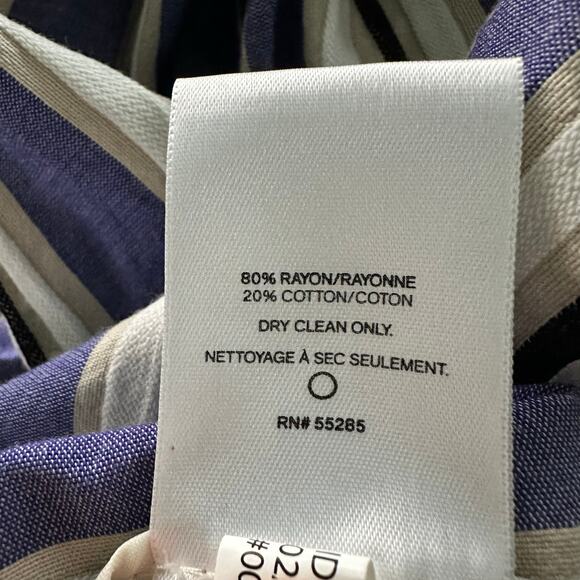 80% RAYON/RAYONNE
20% COTTON/COTON
DRY CLEAN ONLY.
NETTOYAGE À SEC SEULEMENT.
RN# 55285